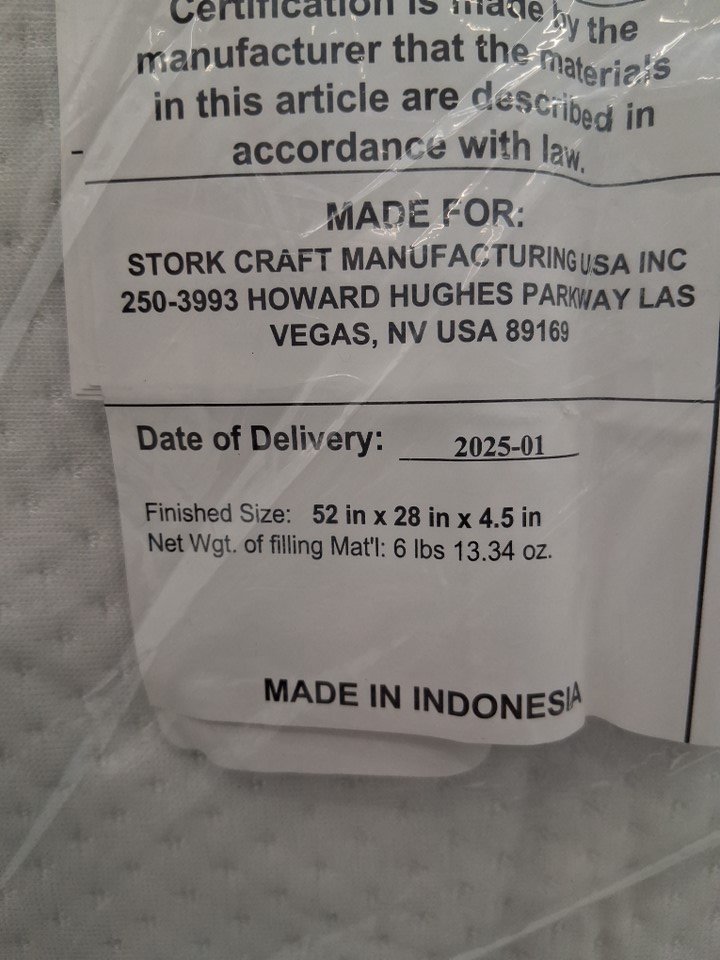 Certification is made by the
manufacturer that the materials
in this article are described in
accordance with law.
MADE FOR:
STORK CRAFT MANUFACTURING USA INC
250-3993 HOWARD HUGHES PARKWAY LAS
VEGAS, NV USA 89169
Date of Delivery: 2025-01
Finished Size: 52 in x 28 in x 4.5 in
Net Wgt. of filling Mat'l: 6 lbs 13.34 oz.
MADE IN INDONESIA